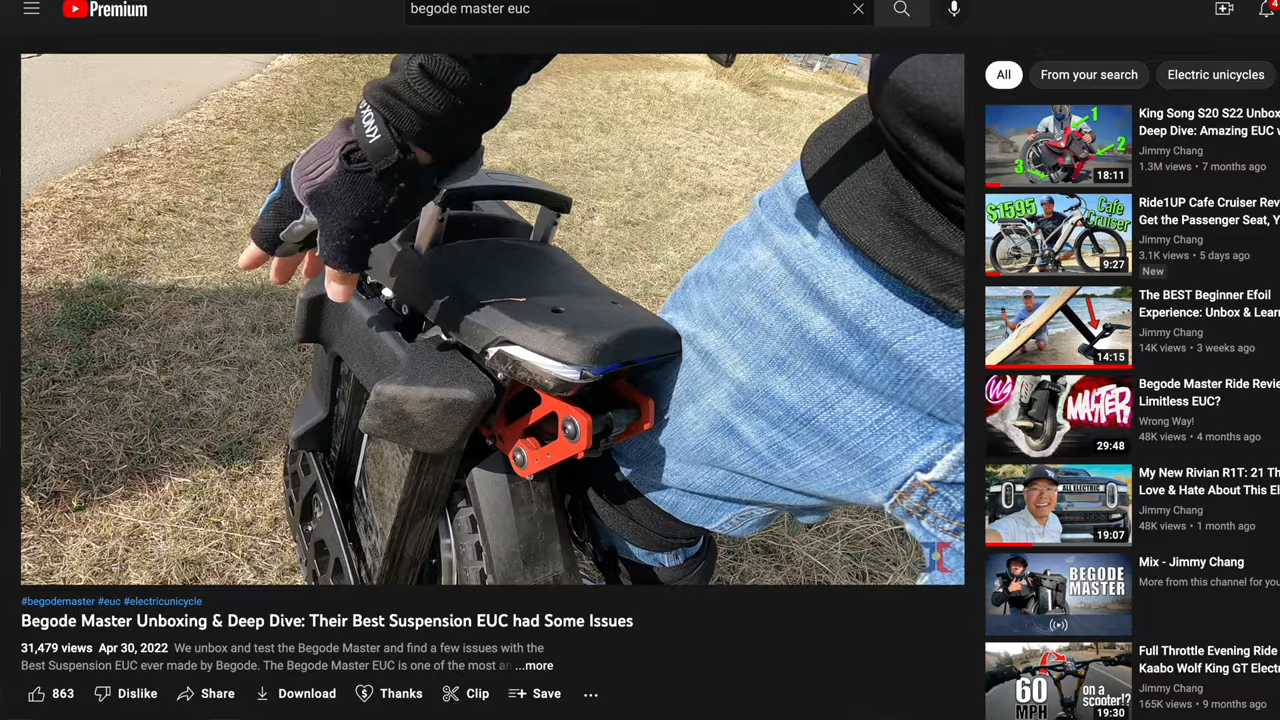 Premium
begode master euc
4
All
From your search
Electric unicycles
KNOX
1
2
3
18:11
King Song S20 S22 Unbox
Deep Dive: Amazing EUC
Jimmy Chang
1.3M views • 7 months ago
$1595
Cafe
Cruiser
9:27
Ride1UP Cafe Cruiser Rev
Get the Passenger Seat, Y
Jimmy Chang
3.1K views • 5 days ago
New
14:15
The BEST Beginner Efoil
Experience: Unbox & Learn
Jimmy Chang
14K views • 3 weeks ago
W
MASTER
29:48
Begode Master Ride Revie
Limitless EUC?
Wrong Way!
48K views • 4 months ago
ALL ELECTRIC
19:07
My New Rivian R1T: 21 Th
Love & Hate About This El
Jimmy Chang
48K views • 1 month ago
BEGODE
MASTER
Mix - Jimmy Chang
More from this channel for you
60
MPH
on a
scooter!?
19:30
Full Throttle Evening Ride
Kaabo Wolf King GT Elect
Jimmy Chang
165K views • 9 months ago
JC
#begodemaster #euc #electricunicycle
Begode Master Unboxing & Deep Dive: Their Best Suspension EUC had Some Issues
31,479 views Apr 30, 2022 We unbox and test the Begode Master and find a few issues with the
Best Suspension EUC ever made by Begode. The Begode Master EUC is one of the most an ...more
863 Dislike Share Download Thanks Clip Save ...